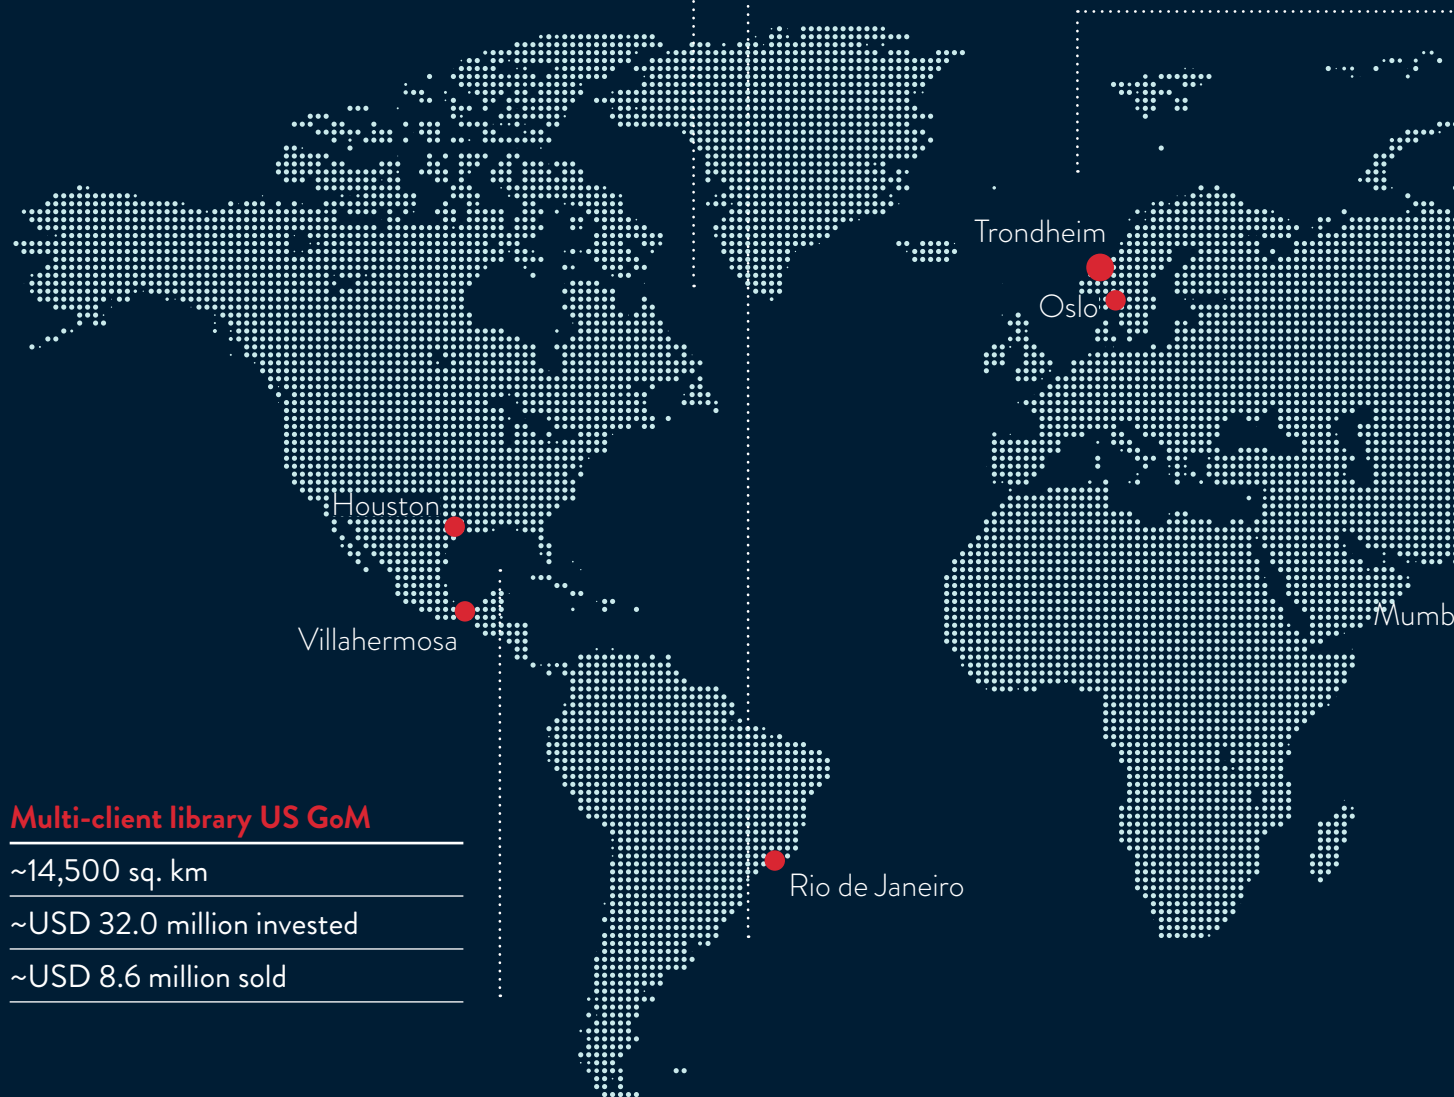 Trondheim
Oslo
Houston
Mumb
Villahermosa
Multi-client library US GoM
~14,500 sq. km
~USD 32.0 million invested
~USD 8.6 million sold
Rio de Janeiro